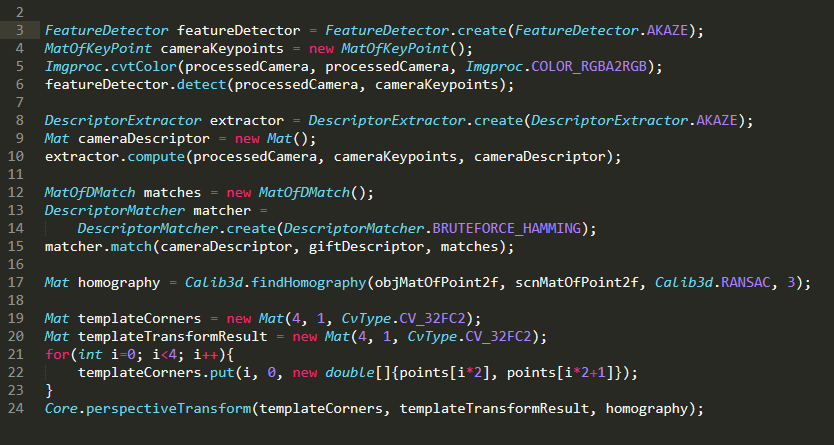 2
3 FeatureDetector featureDetector = FeatureDetector.create(FeatureDetector.AKAZE);
4 MatOfKeyPoint cameraKeypoints = new MatOfKeyPoint();
5 Imgproc.cvtColor(processedCamera, processedCamera, Imgproc.COLOR_RGBA2RGB);
6 featureDetector.detect(processedCamera, cameraKeypoints);
7
8 DescriptorExtractor extractor = DescriptorExtractor.create(DescriptorExtractor.AKAZE);
9 Mat cameraDescriptor = new Mat();
10 extractor.compute(processedCamera, cameraKeypoints, cameraDescriptor);
11
12 MatOfDMatch matches = new MatOfDMatch();
13 DescriptorMatcher matcher =
14     DescriptorMatcher.create(DescriptorMatcher.BRUTEFORCE_HAMMING);
15 matcher.match(cameraDescriptor, giftDescriptor, matches);
16
17 Mat homography = Calib3d.findHomography(objMatOfPoint2f, scnMatOfPoint2f, Calib3d.RANSAC, 3);
18
19 Mat templateCorners = new Mat(4, 1, CvType.CV_32FC2);
20 Mat templateTransformResult = new Mat(4, 1, CvType.CV_32FC2);
21 for(int i=0; i<4; i++){
22     templateCorners.put(i, 0, new double[]{points[i*2], points[i*2+1]});
23 }
24 Core.perspectiveTransform(templateCorners, templateTransformResult, homography);